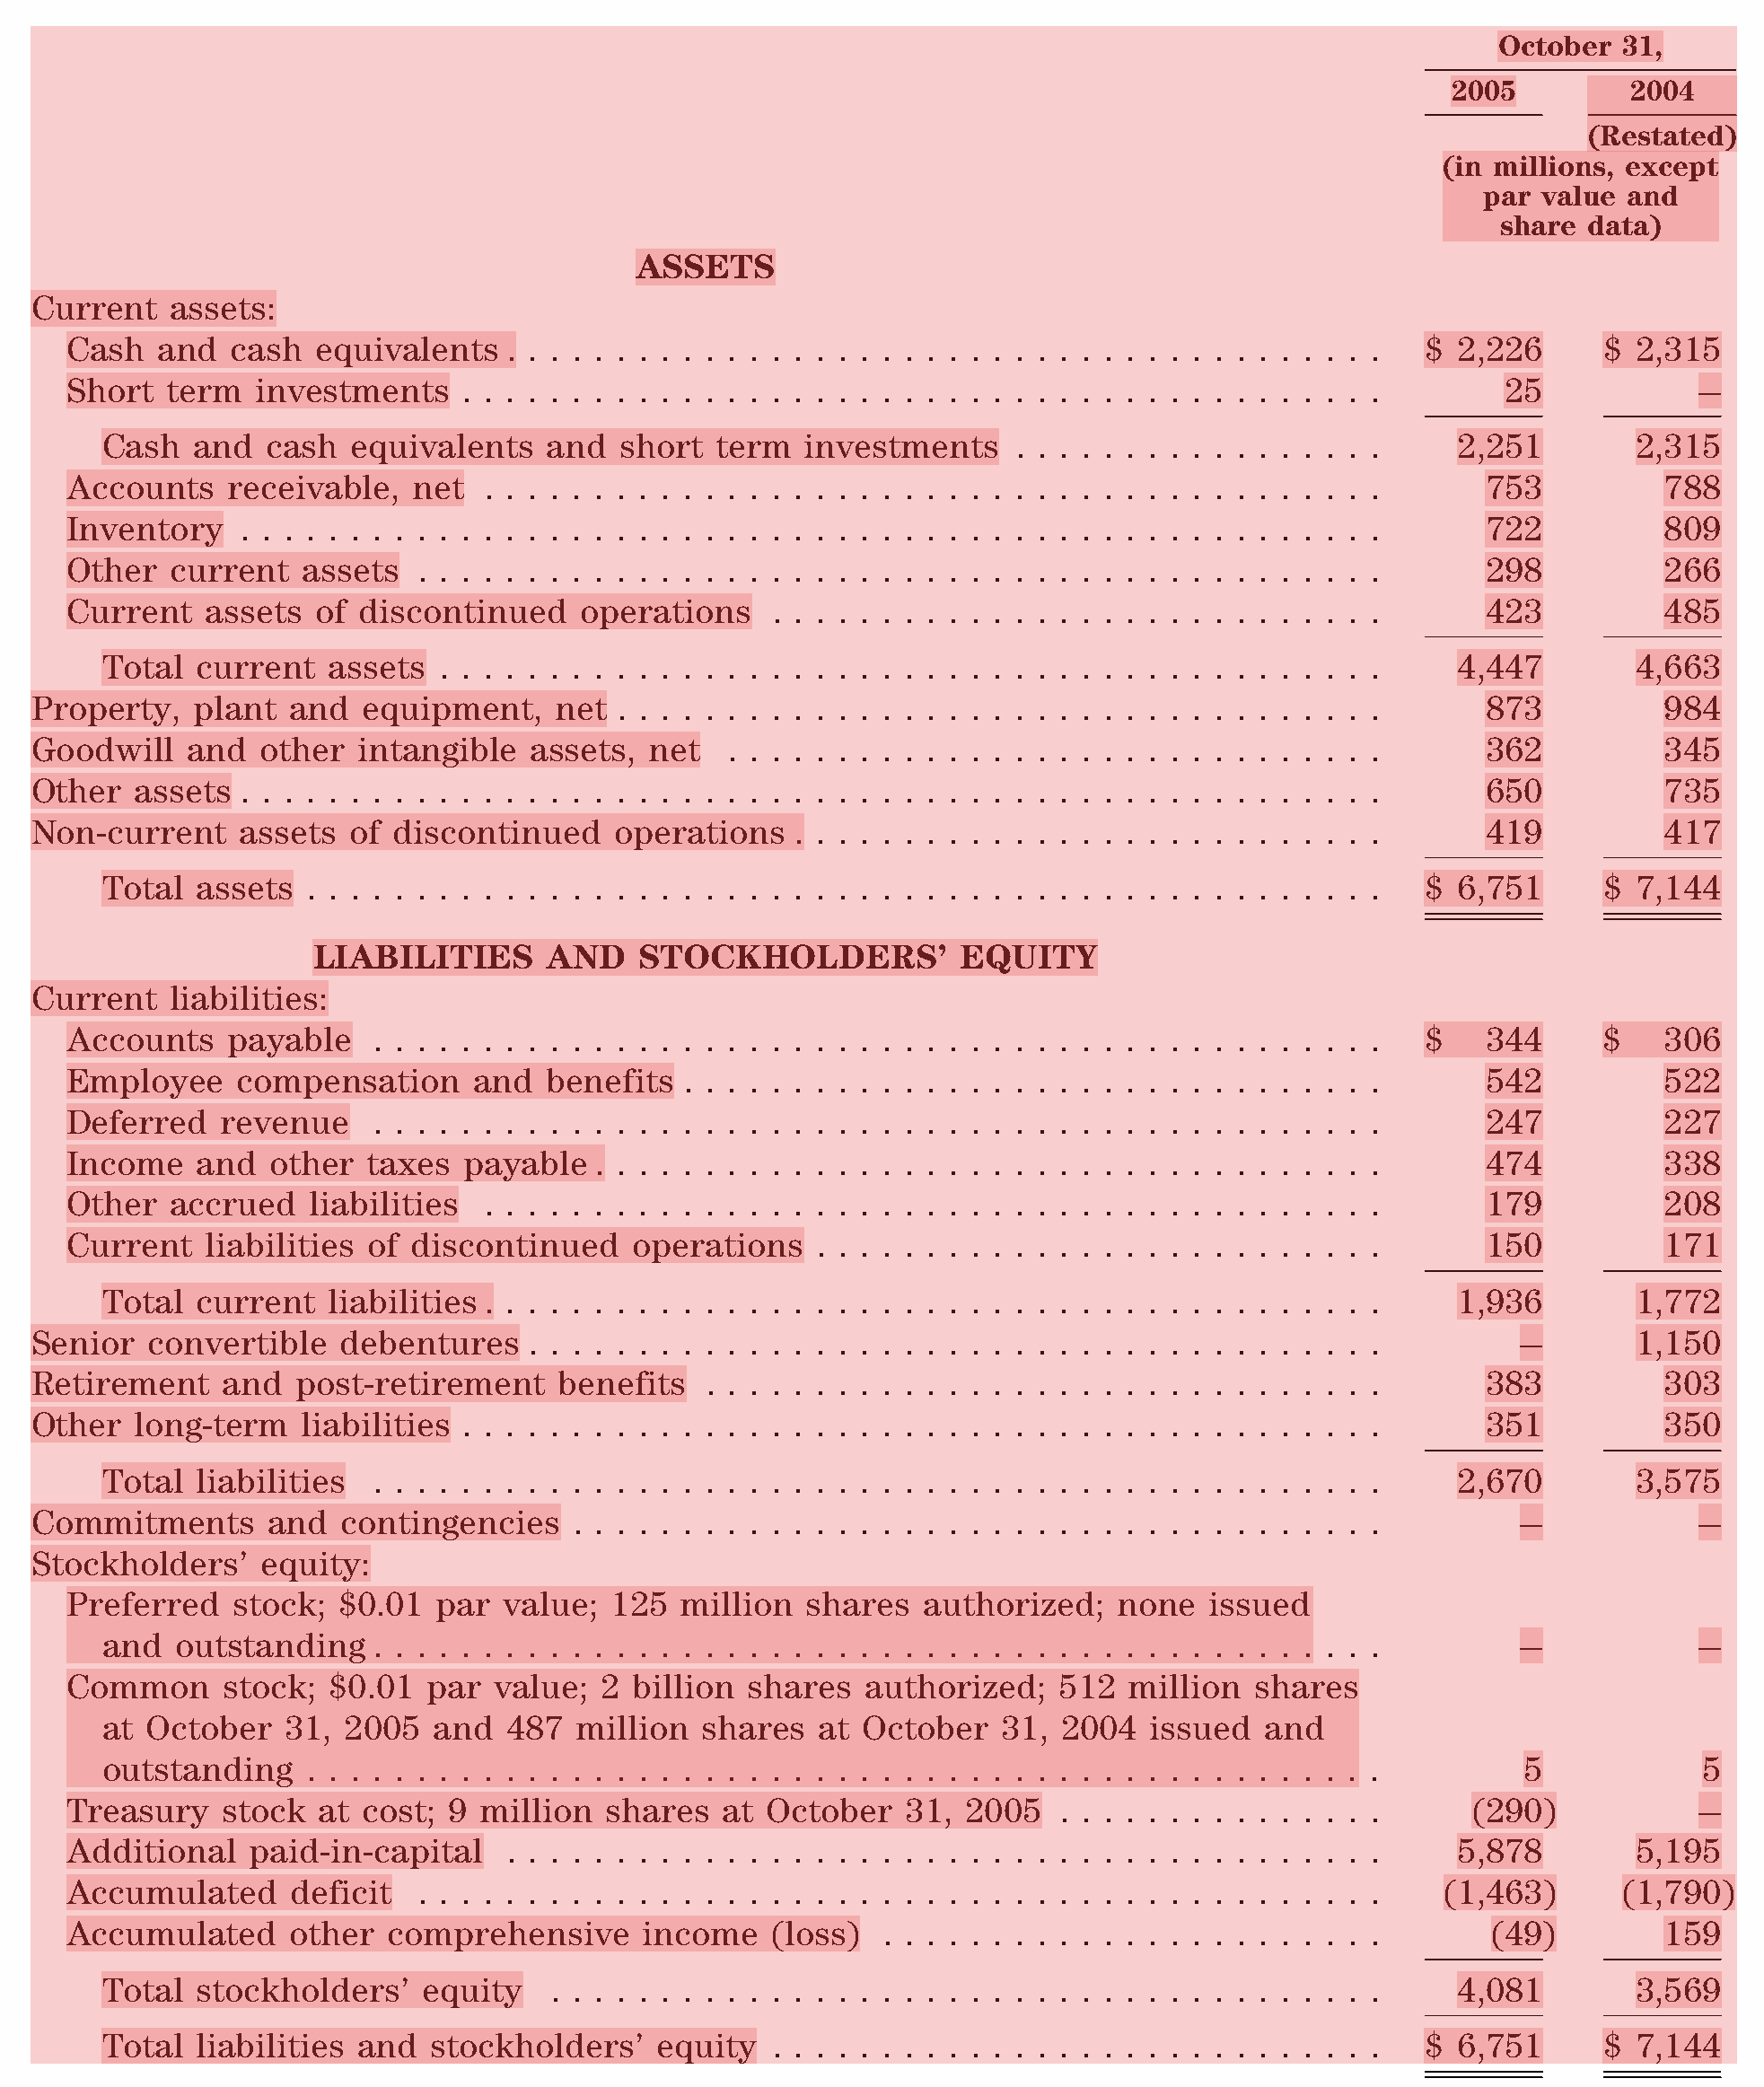 October 31,
2005 2004
(Restated)
(in millions, except
par value and
share data)
ASSETS
Current assets:
Cash and cash equivalents . . . . . . . . . . $ 2,226 $ 2,315
Short term investments . . . . . . . . . . 25 —
Cash and cash equivalents and short term investments . . . . . . . . . . 2,251 2,315
Accounts receivable, net . . . . . . . . . . 753 788
Inventory . . . . . . . . . . 722 809
Other current assets . . . . . . . . . . 298 266
Current assets of discontinued operations . . . . . . . . . . 423 485
Total current assets . . . . . . . . . . 4,447 4,663
Property, plant and equipment, net . . . . . . . . . . 873 984
Goodwill and other intangible assets, net . . . . . . . . . . 362 345
Other assets . . . . . . . . . . 650 735
Non-current assets of discontinued operations . . . . . . . . . . 419 417
Total assets . . . . . . . . . . $ 6,751 $ 7,144
LIABILITIES AND STOCKHOLDERS’ EQUITY
Current liabilities:
Accounts payable . . . . . . . . . . $ 344 $ 306
Employee compensation and benefits . . . . . . . . . . 542 522
Deferred revenue . . . . . . . . . . 247 227
Income and other taxes payable . . . . . . . . . . 474 338
Other accrued liabilities . . . . . . . . . . 179 208
Current liabilities of discontinued operations . . . . . . . . . . 150 171
Total current liabilities . . . . . . . . . . 1,936 1,772
Senior convertible debentures . . . . . . . . . . — 1,150
Retirement and post-retirement benefits . . . . . . . . . . 383 303
Other long-term liabilities . . . . . . . . . . 351 350
Total liabilities . . . . . . . . . . 2,670 3,575
Commitments and contingencies . . . . . . . . . . — —
Stockholders’ equity:
Preferred stock; $0.01 par value; 125 million shares authorized; none issued
and outstanding . . . . . . . . . . — —
Common stock; $0.01 par value; 2 billion shares authorized; 512 million shares
at October 31, 2005 and 487 million shares at October 31, 2004 issued and
outstanding . . . . . . . . . . 5 5
Treasury stock at cost; 9 million shares at October 31, 2005 . . . . . . . . . . (290) —
Additional paid-in-capital . . . . . . . . . . 5,878 5,195
Accumulated deficit . . . . . . . . . . (1,463) (1,790)
Accumulated other comprehensive income (loss) . . . . . . . . . . (49) 159
Total stockholders’ equity . . . . . . . . . . 4,081 3,569
Total liabilities and stockholders’ equity . . . . . . . . . . $ 6,751 $ 7,144